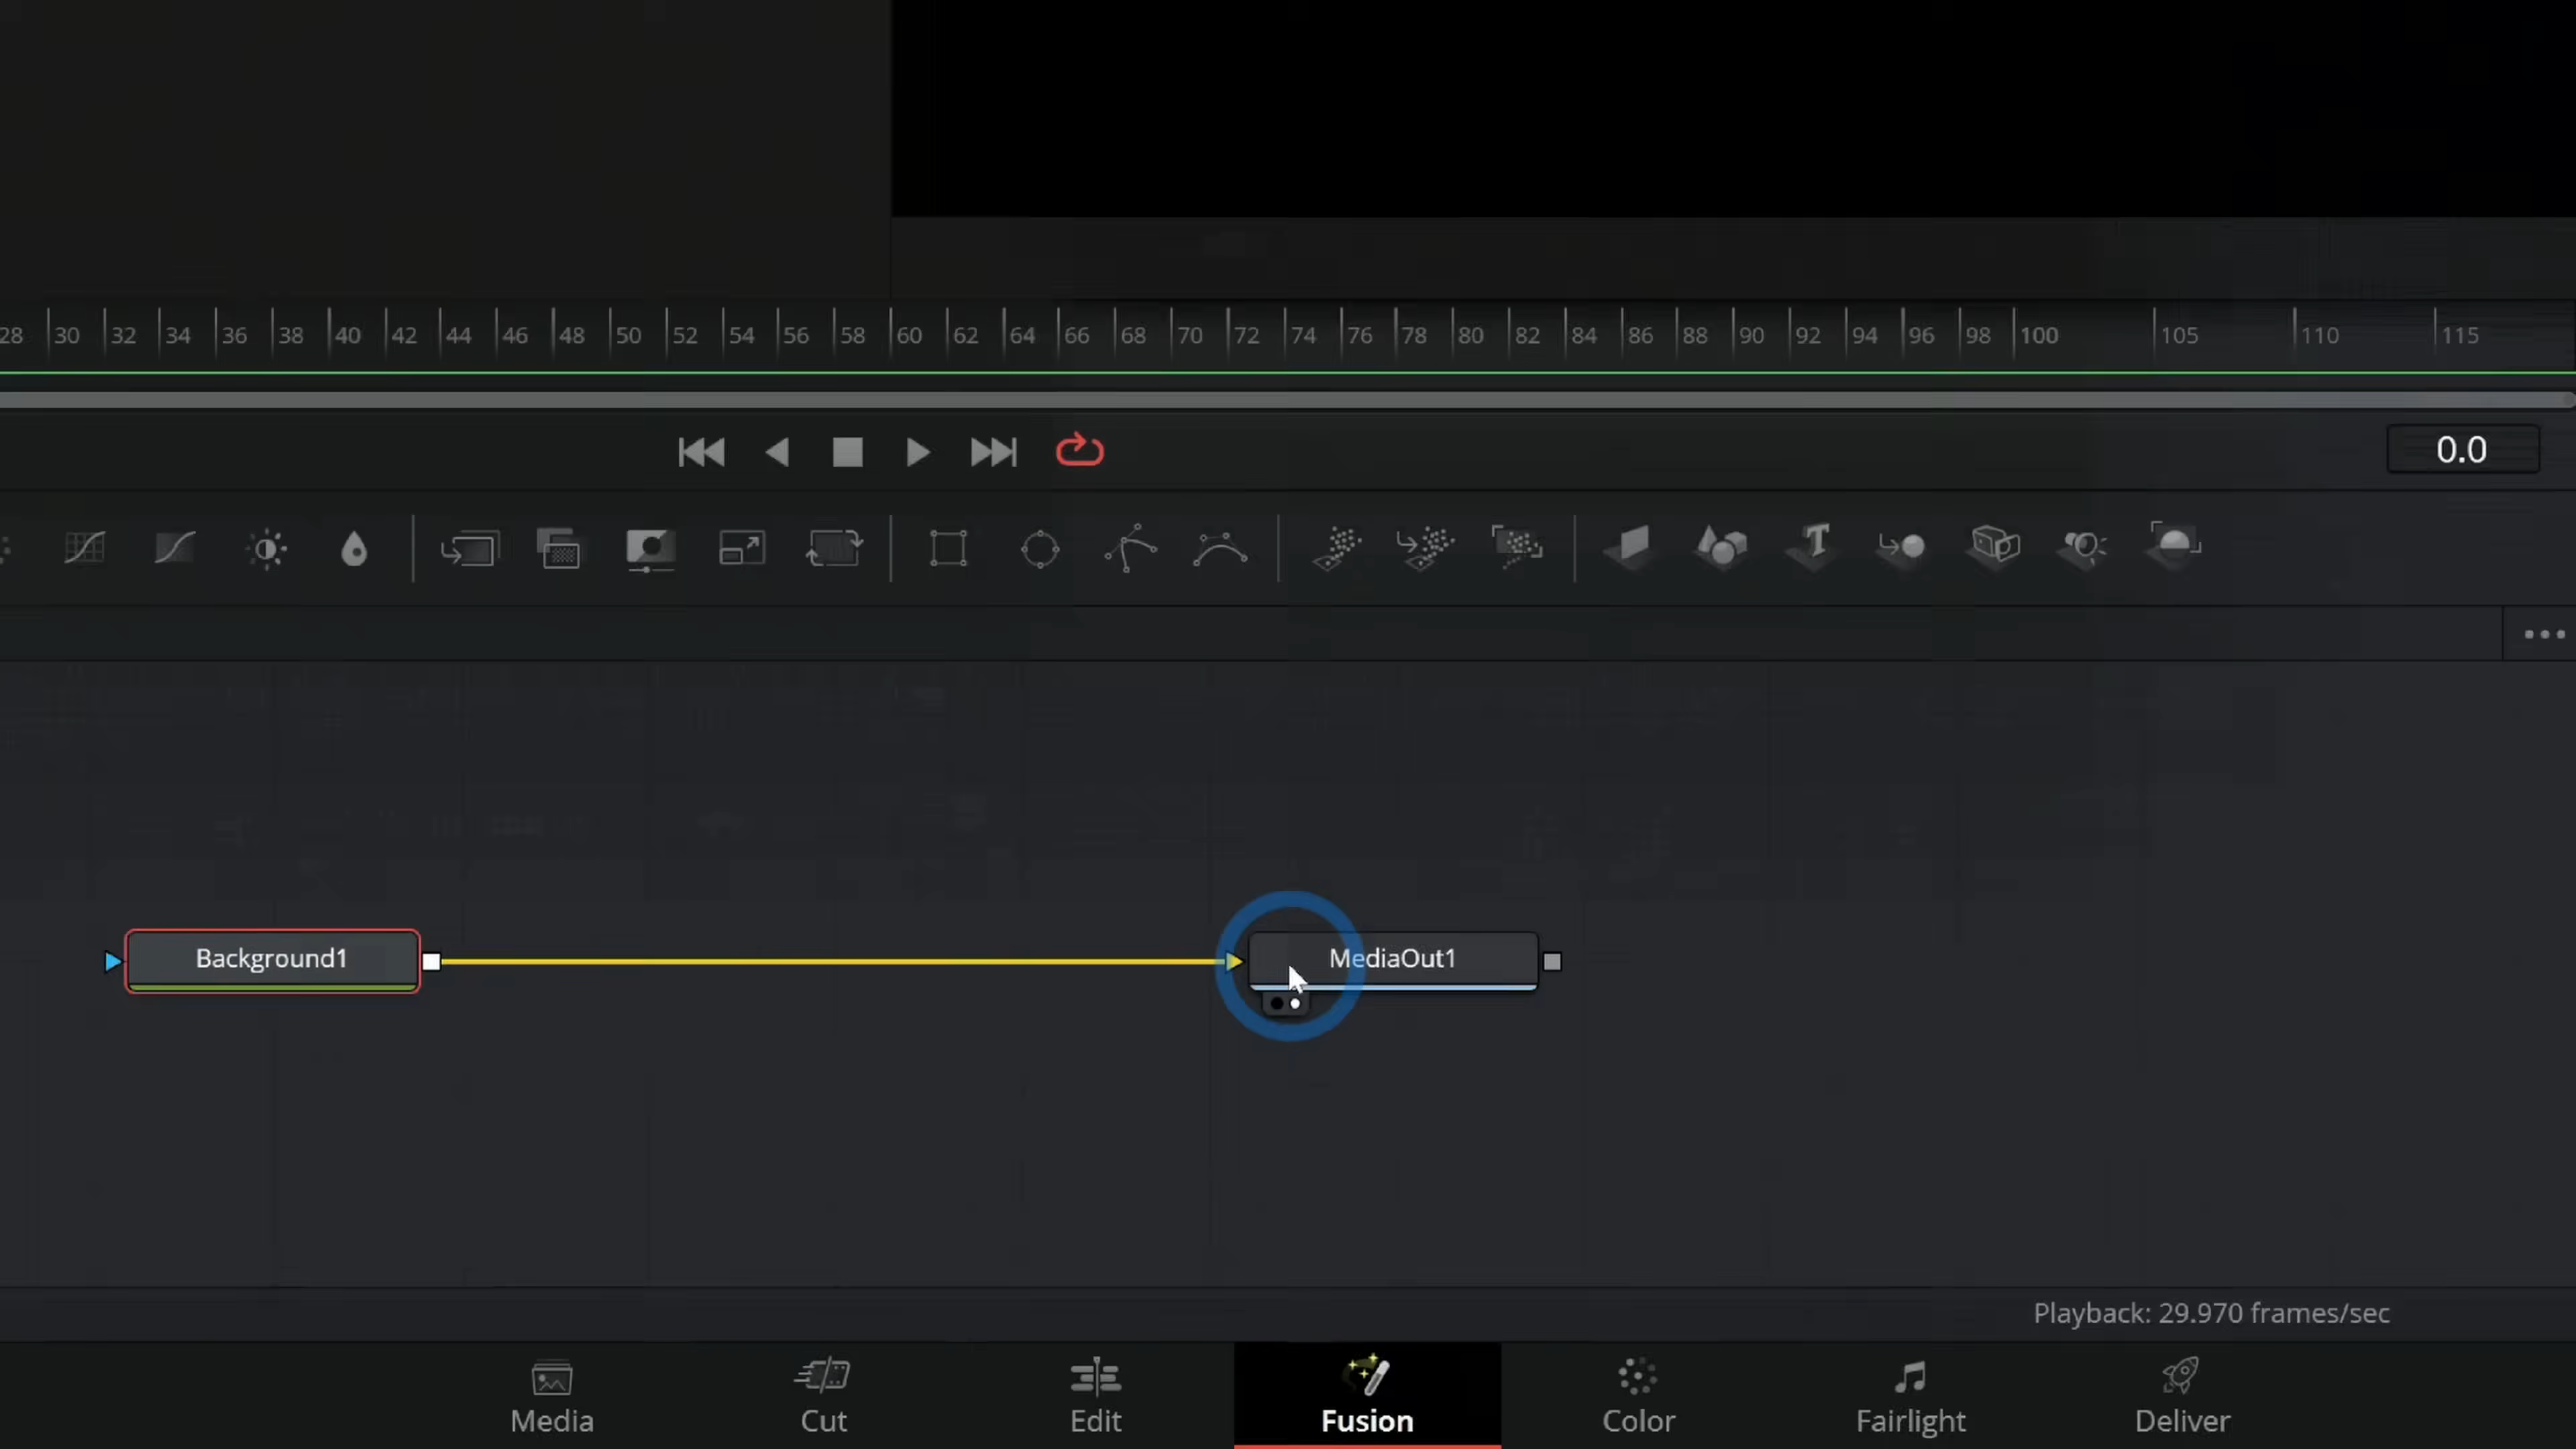 28 30 32 34 36 38 40 42 44 46 48 50 52 54 56 58 60 62 64 66 68 70 72 74 76 78 80 82 84 86 88 90 92 94 96 98 100 105 110 115
0.0
Background1 MediaOut1
Playback: 29.970 frames/sec
Media Cut Edit Fusion Color Fairlight Deliver